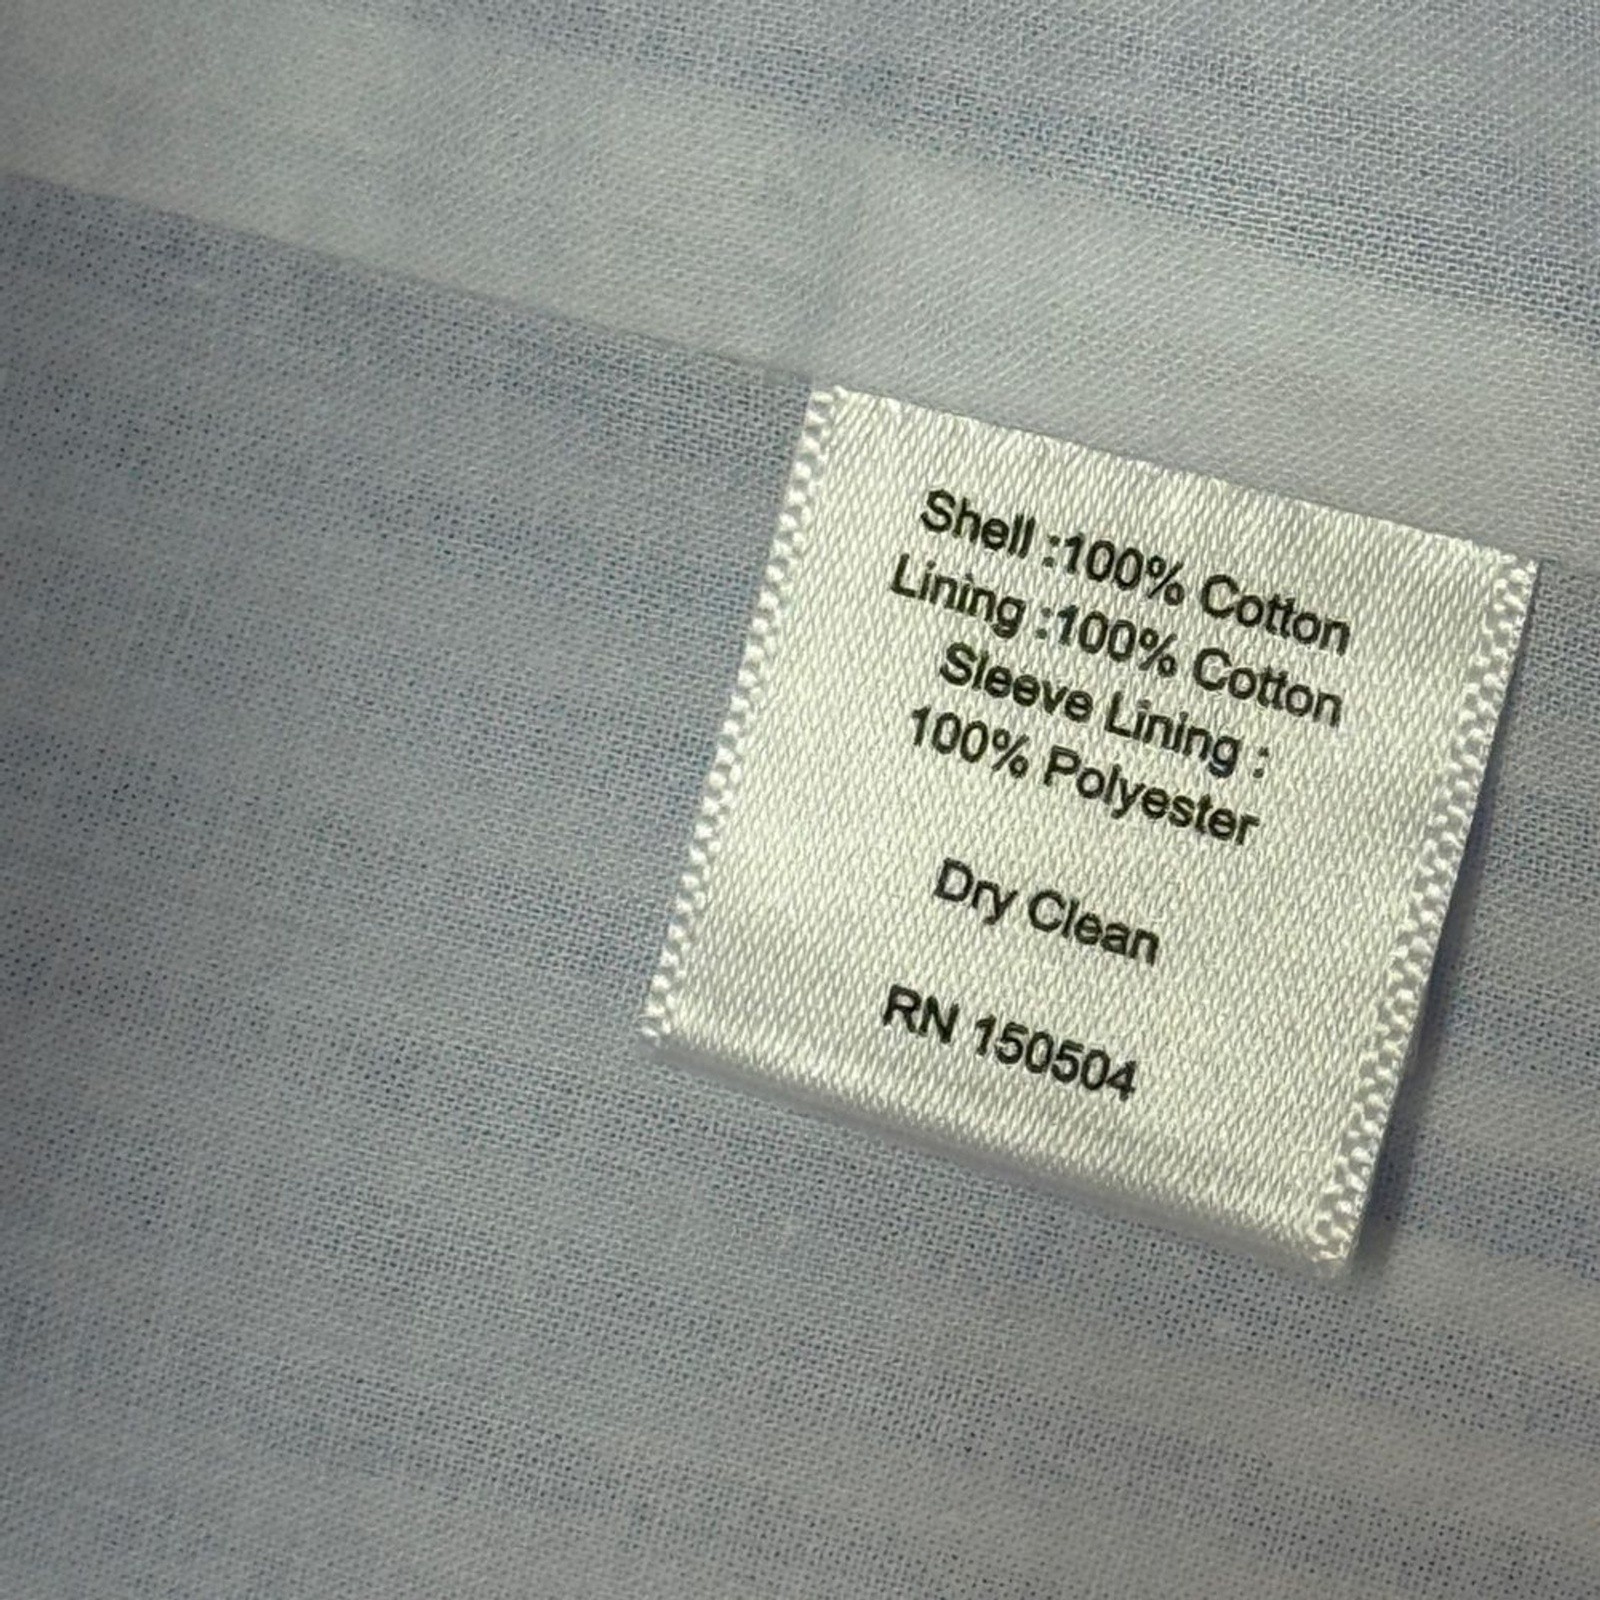 Shell :100% Cotton
Lining :100% Cotton
Sleeve Lining :
100% Polyester
Dry Clean
RN 150504